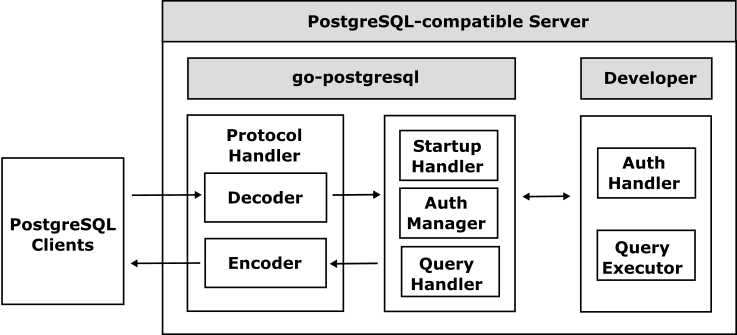 PostgreSQL-compatible Server
go-postgresql
Developer
Protocol
Handler
Decoder
Encoder
Startup
Handler
Auth
Manager
Query
Handler
Auth
Handler
Query
Executor
PostgreSQL
Clients